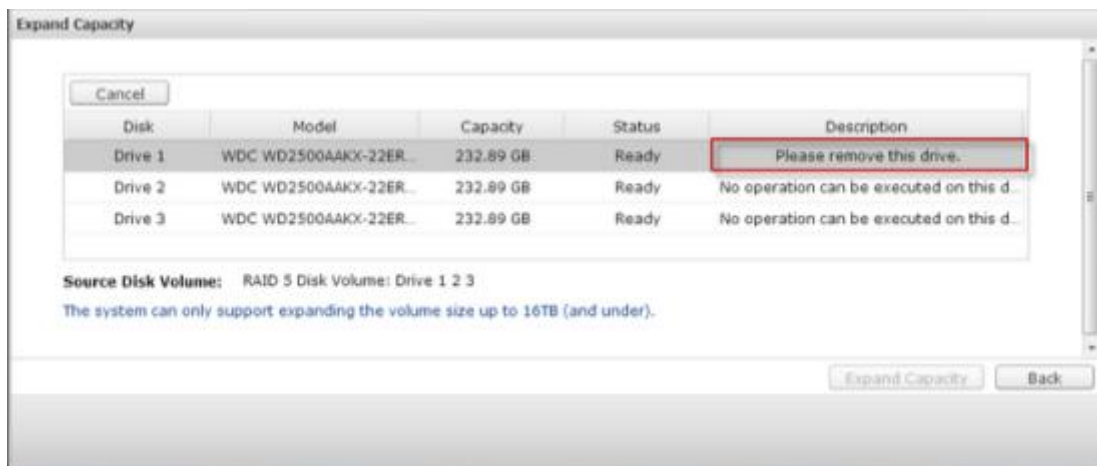 Expand Capacity
Cancel
Disk Model Capacity Status Description
Drive 1 WDC WD2500AAKX-22ER... 232.89 GB Ready Please remove this drive.
Drive 2 WDC WD2500AAKX-22ER... 232.89 GB Ready No operation can be executed on this d...
Drive 3 WDC WD2500AAKX-22ER... 232.89 GB Ready No operation can be executed on this d...
Source Disk Volume: RAID 5 Disk Volume: Drive 1 2 3
The system can only support expanding the volume size up to 16TB (and under).
Expand Capacity Back